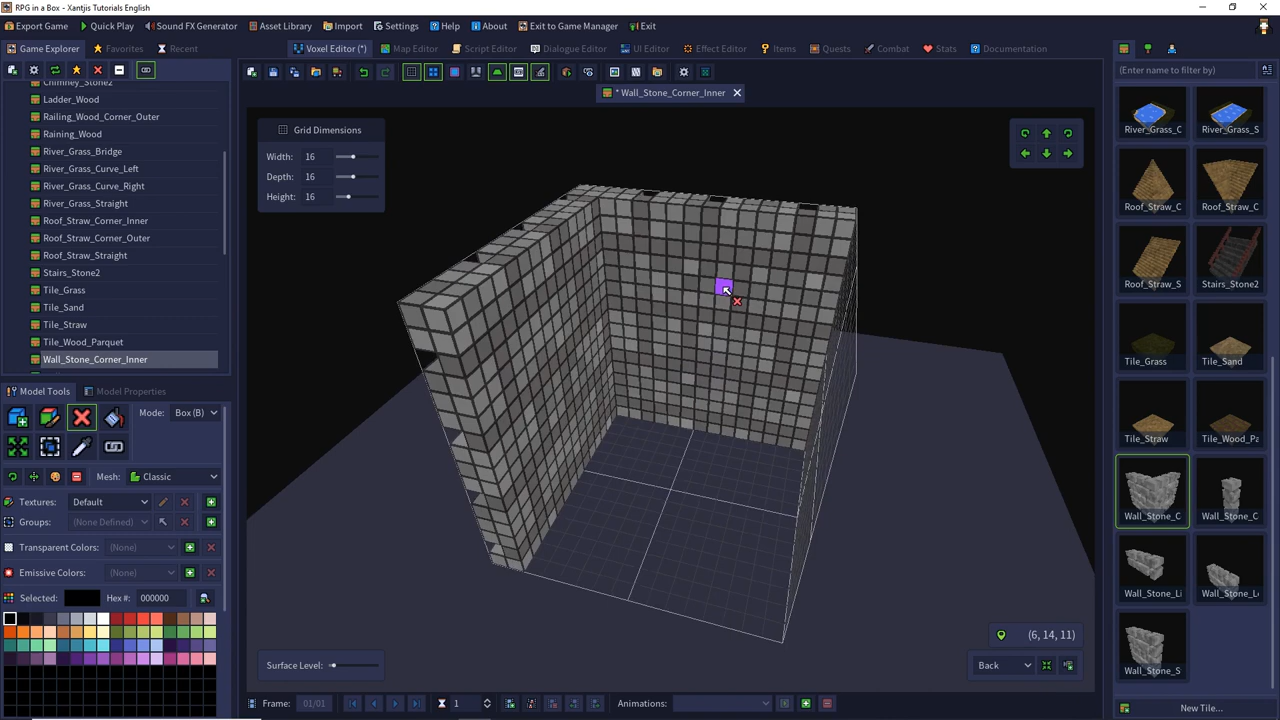 RPG in a Box - Xantjis Tutorials English
Export Game Quick Play Sound FX Generator Asset Library Import Settings Help About Exit to Game Manager Exit
Game Explorer Favorites Recent Voxel Editor (*) Map Editor Script Editor Dialogue Editor UI Editor Effect Editor Items Quests Combat Stats Documentation
(Enter name to filter by)
* Wall_Stone_Corner_Inner
Chimney_Stone2
Ladder_Wood
Railing_Wood_Corner_Outer
Raining_Wood
River_Grass_Bridge
River_Grass_Curve_Left
River_Grass_Curve_Right
River_Grass_Straight
Roof_Straw_Corner_Inner
Roof_Straw_Corner_Outer
Roof_Straw_Straight
Stairs_Stone2
Tile_Grass
Tile_Sand
Tile_Straw
Tile_Wood_Parquet
Wall_Stone_Corner_Inner
Model Tools Model Properties
Mode: Box (B)
Mesh: Classic
Textures: Default
Groups: (None Defined)
Transparent Colors: (None)
Emissive Colors: (None)
Selected: Hex #: 000000
Grid Dimensions
Width: 16
Depth: 16
Height: 16
(6, 14, 11)
Surface Level:
Back
Frame: 01/01 1 Animations:
River_Grass_C River_Grass_S
Roof_Straw_C Roof_Straw_C
Roof_Straw_S Stairs_Stone2
Tile_Grass Tile_Sand
Tile_Straw Tile_Wood_Pa
Wall_Stone_C Wall_Stone_C
Wall_Stone_Li Wall_Stone_Lo
Wall_Stone_S
New Tile...